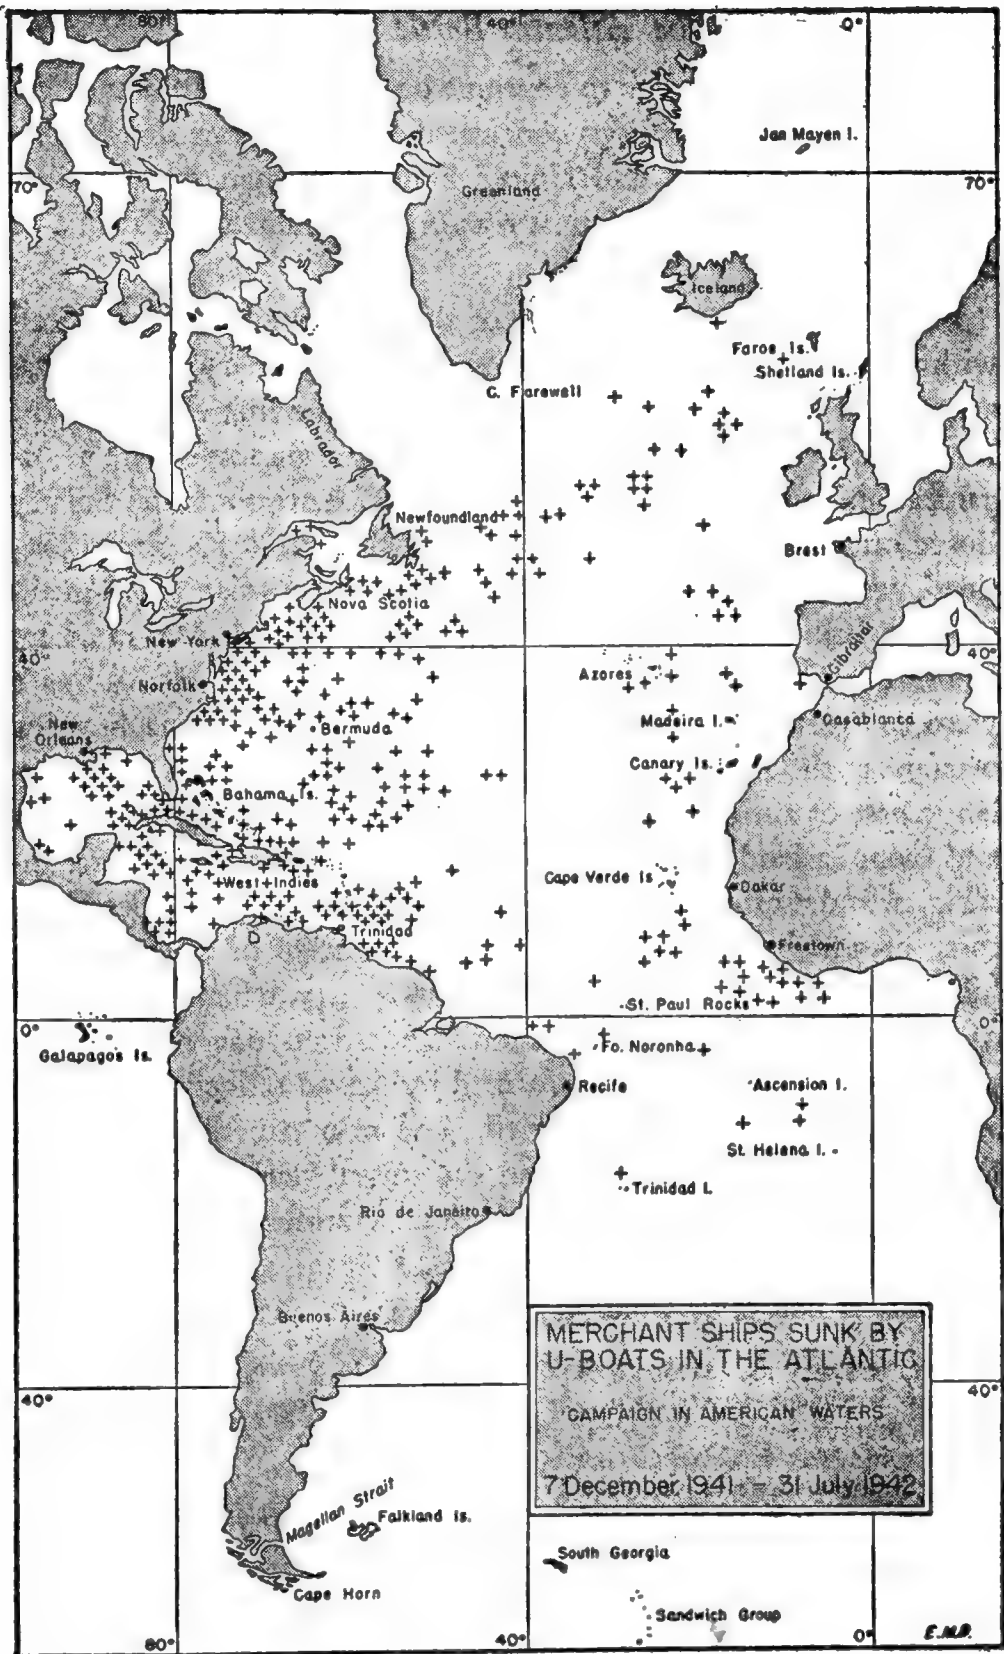 80°
40°
0°
Jan Mayen I.
70°
70°
Greenland
Iceland
Faroe Is.
Shetland Is.
C. Farewell
Labrador
Newfoundland
Brest
Nova Scotia
New York
40°
40°
Gibraltar
Azores
Norfolk
New
Orleans
Bermuda
Madeira I.
Casablanca
Canary Is.
Bahama Is.
Cape Verde Is
Dakar
West Indies
Trinidad
Freetown
St. Paul Rocks
0°
0°
Galapagos Is.
Fo. Noronha
Recife
Ascension I.
St. Helena I.
Trinidad I.
Rio de Janeiro
Buenos Aires
MERCHANT SHIPS SUNK BY
U-BOATS IN THE ATLANTIC
CAMPAIGN IN AMERICAN WATERS
7 December 1941 - 31 July 1942
40°
40°
Magellan Strait
Falkland Is.
South Georgia
Cape Horn
Sandwich Group
80°
40°
0°
E.M.D.